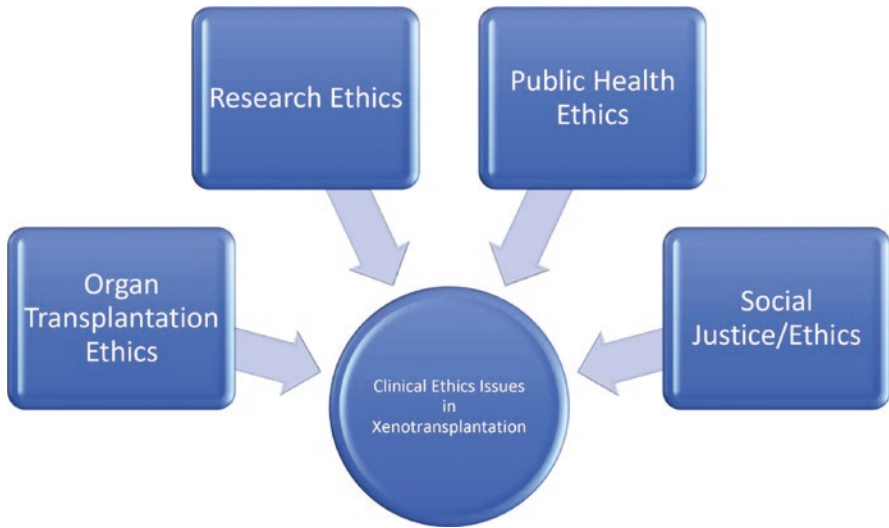 Research Ethics
Public Health
Ethics
Organ
Transplantation
Ethics
Social
Justice/Ethics
Clinical Ethics Issues
in
Xenotransplantation